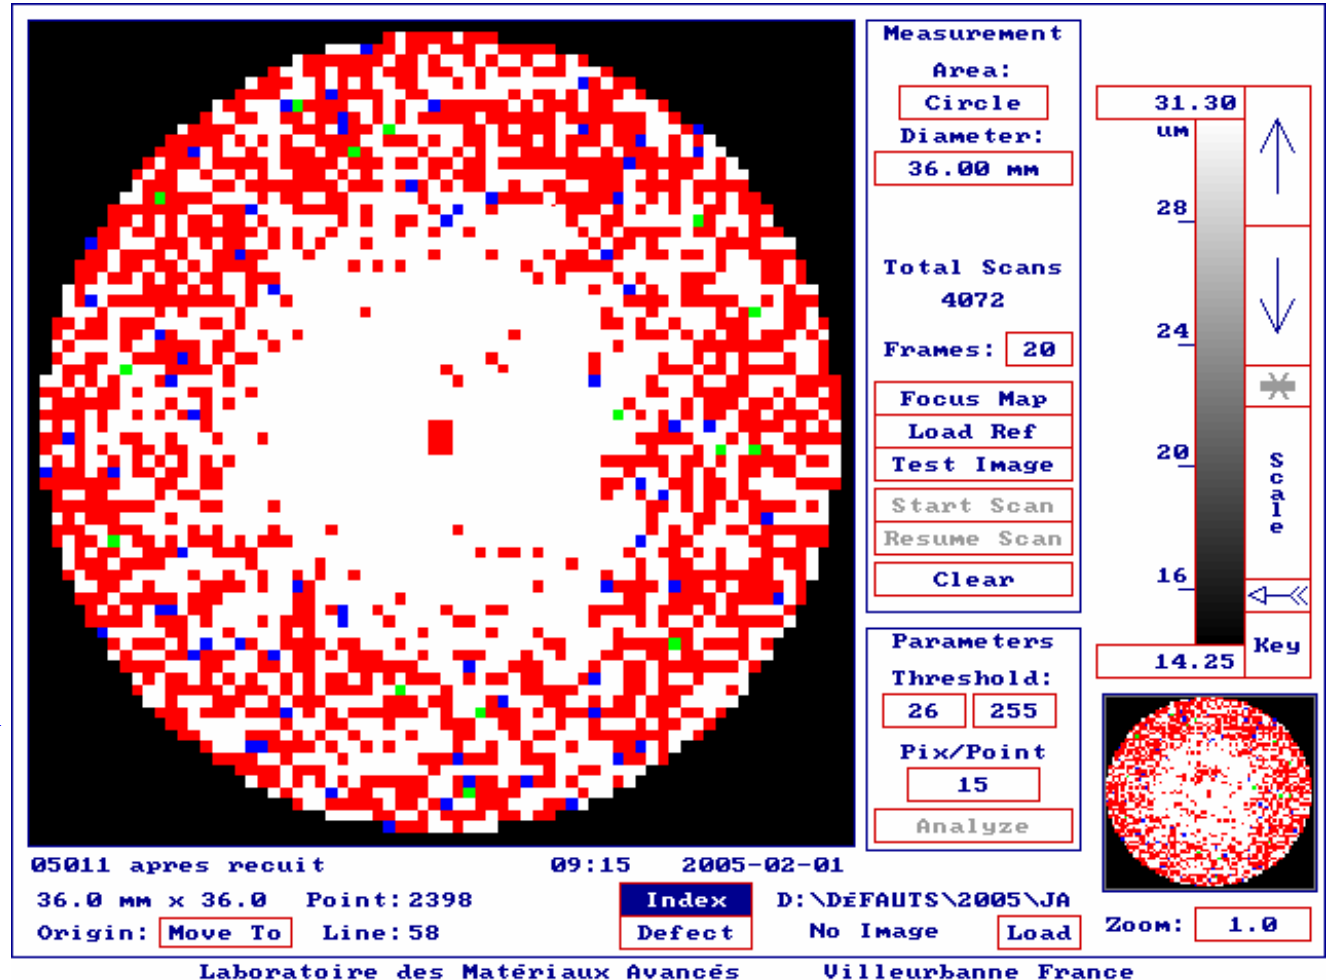 Measurement
Area:
Circle
Diameter:
36.00 mm
Total Scans
4072
Frames: 20
Focus Map
Load Ref
Test Image
Start Scan
Resume Scan
Clear
Parameters
Threshold:
26 255
Pix/Point
15
Analyze
31.30
um
28
24
20
16
14.25
Scale
Key
05011 apres recuit 09:15 2005-02-01
36.0 mm x 36.0 Point:2398 Index D:\DÉFAUTS\2005\JA
Origin: Move To Line:58 Defect No Image Load Zoom: 1.0
Laboratoire des Matériaux Avancés Villeurbanne France